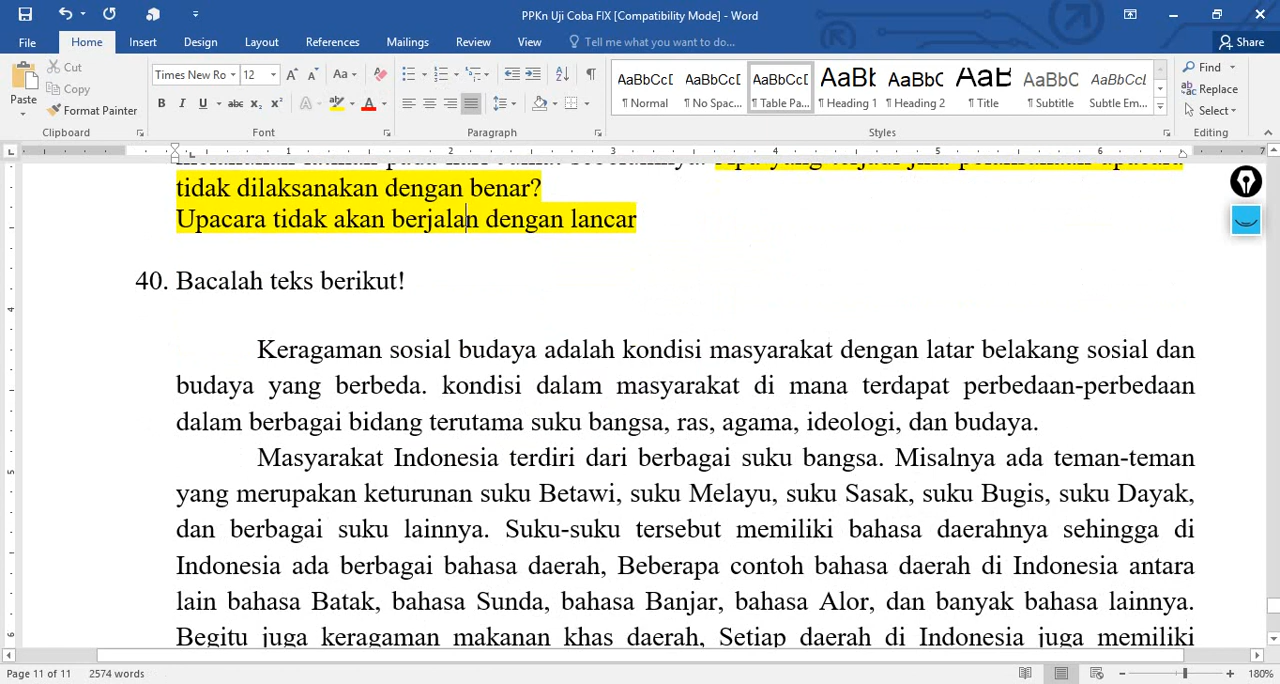 PPKn Uji Coba FIX [Compatibility Mode] - Word
File Home Insert Design Layout References Mailings Review View Tell me what you want to do... Share
Paste
Cut
Copy
Format Painter
Clipboard
Times New Ro 12
Font
Paragraph
AaBbCcD AaBbCcD AaBbCcD AaBb AaBbC AaB AaBbCcD AaBbCcL
¶ Normal ¶ No Spac... ¶ Table Pa... ¶ Heading 1 ¶ Heading 2 ¶ Title ¶ Subtitle Subtle Em...
Styles
Find
Replace
Select
Editing
tidak dilaksanakan dengan benar?
Upacara tidak akan berjalan dengan lancar
40. Bacalah teks berikut!
Keragaman sosial budaya adalah kondisi masyarakat dengan latar belakang sosial dan
budaya yang berbeda. kondisi dalam masyarakat di mana terdapat perbedaan-perbedaan
dalam berbagai bidang terutama suku bangsa, ras, agama, ideologi, dan budaya.
Masyarakat Indonesia terdiri dari berbagai suku bangsa. Misalnya ada teman-teman
yang merupakan keturunan suku Betawi, suku Melayu, suku Sasak, suku Bugis, suku Dayak,
dan berbagai suku lainnya. Suku-suku tersebut memiliki bahasa daerahnya sehingga di
Indonesia ada berbagai bahasa daerah, Beberapa contoh bahasa daerah di Indonesia antara
lain bahasa Batak, bahasa Sunda, bahasa Banjar, bahasa Alor, dan banyak bahasa lainnya.
Begitu juga keragaman makanan khas daerah, Setiap daerah di Indonesia juga memiliki
Page 11 of 11 2574 words 180%